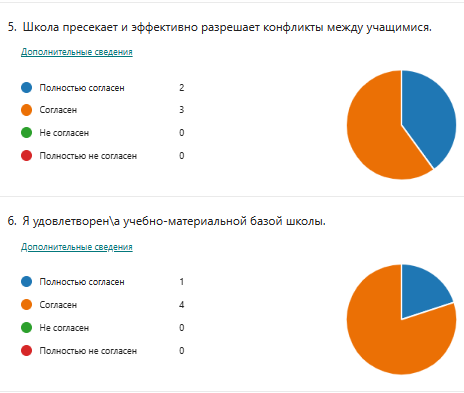 5. Школа пресекает и эффективно разрешает конфликты между учащимися.
Дополнительные сведения
Полностью согласен 2
Согласен 3
Не согласен 0
Полностью не согласен 0
6. Я удовлетворен\а учебно-материальной базой школы.
Дополнительные сведения
Полностью согласен 1
Согласен 4
Не согласен 0
Полностью не согласен 0